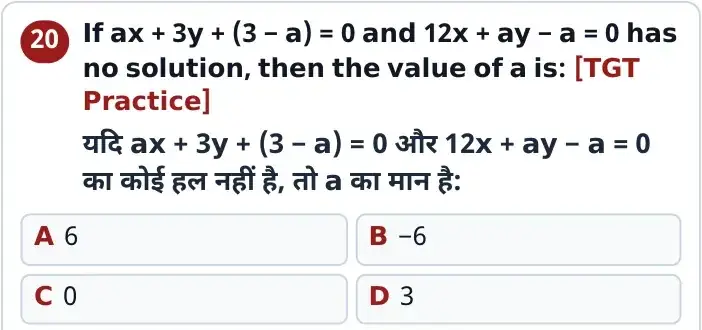 20 If ax + 3y + (3 − a) = 0 and 12x + ay − a = 0 has
no solution, then the value of a is: [TGT
Practice]
यदि ax + 3y + (3 − a) = 0 और 12x + ay − a = 0
का कोई हल नहीं है, तो a का मान है:
A 6
B −6
C 0
D 3